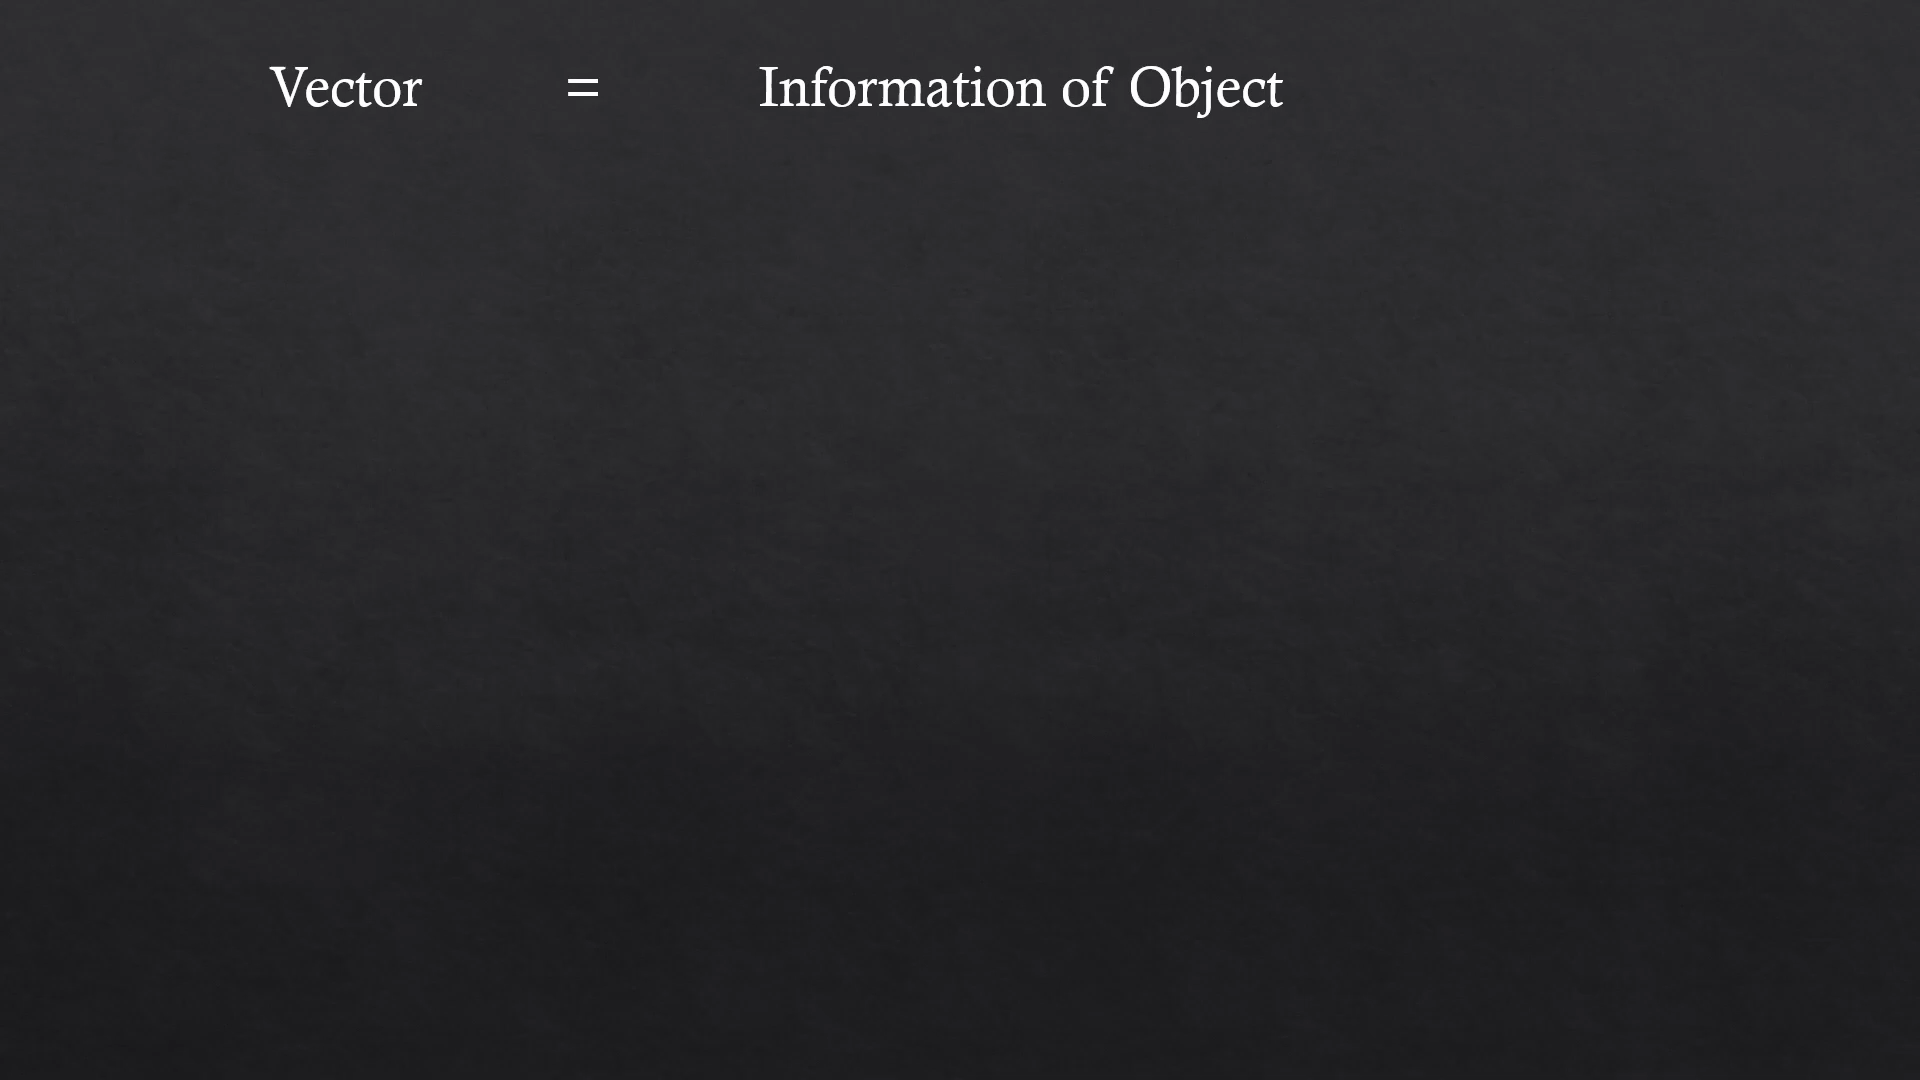 Vector = Information of Object